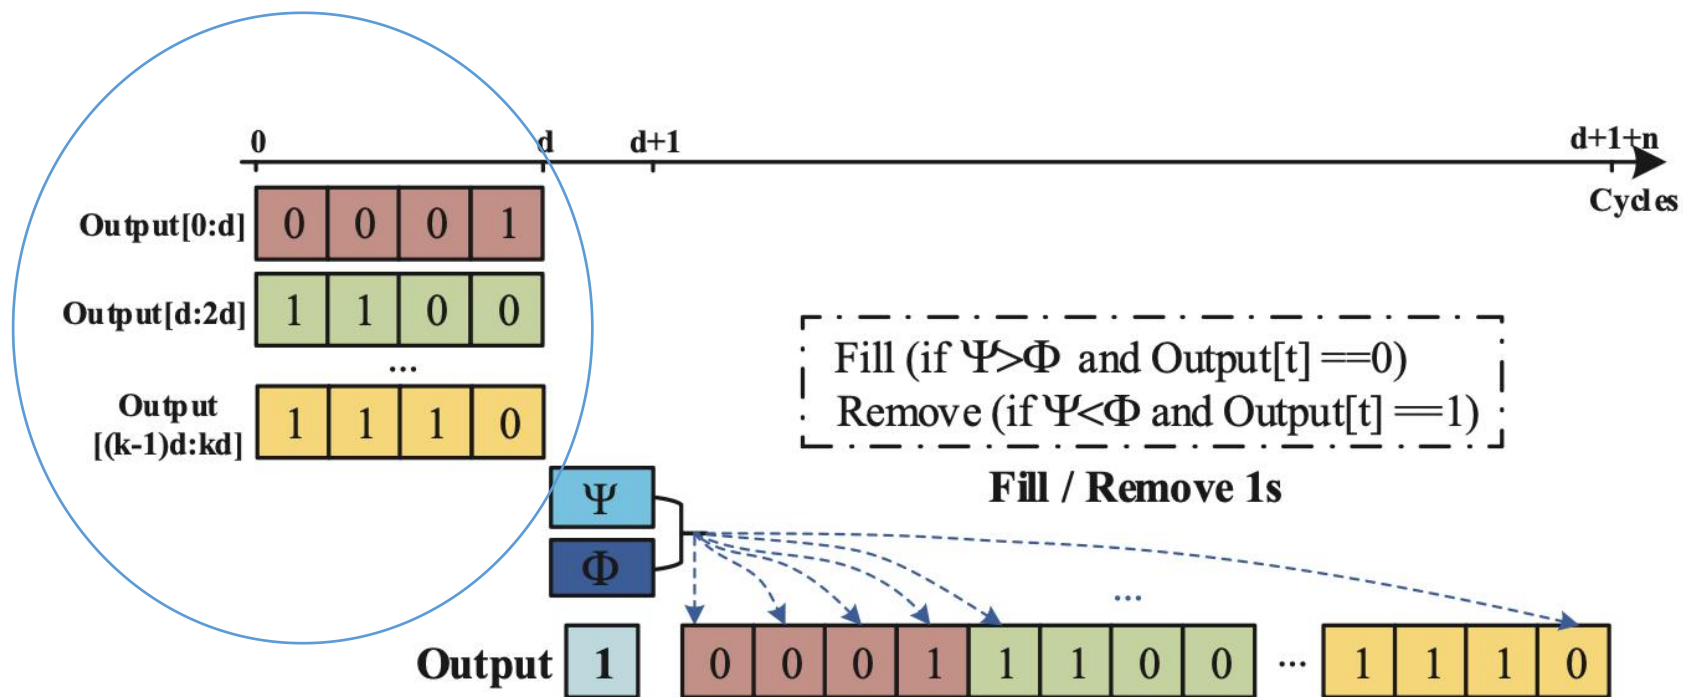 0 d d+1 d+1+n
Cycles
Output[0:d] 0 0 0 1
Output[d:2d] 1 1 0 0
...
Output
[(k-1)d:kd] 1 1 1 0
Fill (if Ψ>Φ and Output[t] ==0)
Remove (if Ψ<Φ and Output[t] ==1)
Fill / Remove 1s
Ψ
Φ
...
Output 1 0 0 0 1 1 1 0 0 ... 1 1 1 0